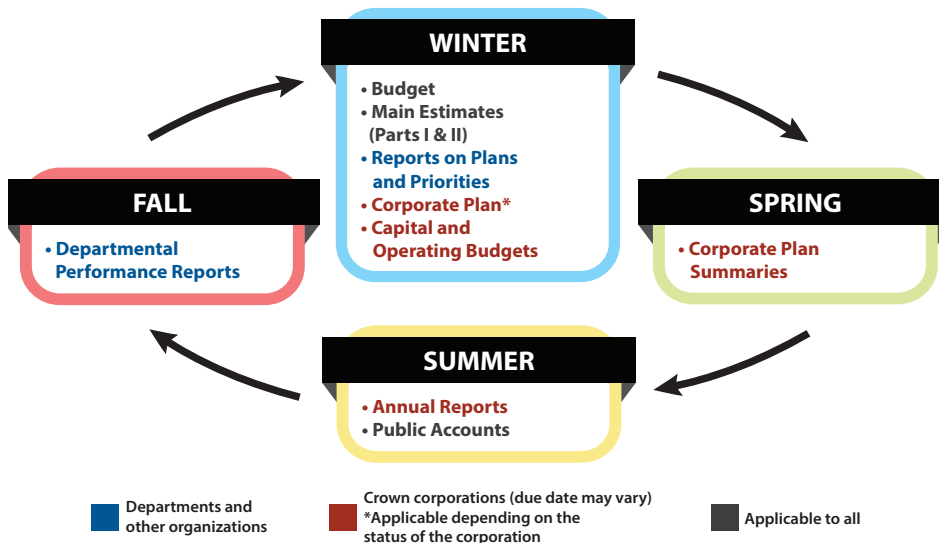 WINTER
• Budget
• Main Estimates
(Parts I & II)
• Reports on Plans
and Priorities
• Corporate Plan*
• Capital and
Operating Budgets
FALL
• Departmental
Performance Reports
SPRING
• Corporate Plan
Summaries
SUMMER
• Annual Reports
• Public Accounts
Departments and
other organizations
Crown corporations (due date may vary)
*Applicable depending on the
status of the corporation
Applicable to all